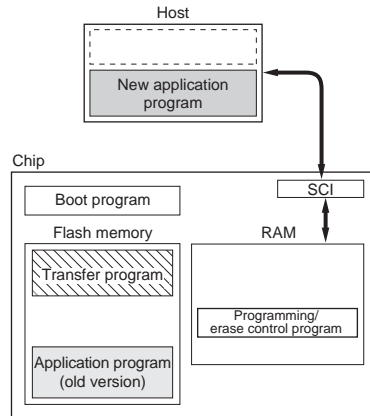 Host
New application
program
Chip
SCI
Boot program
Flash memory
RAM
Transfer program
Programming/
erase control program
Application program
(old version)